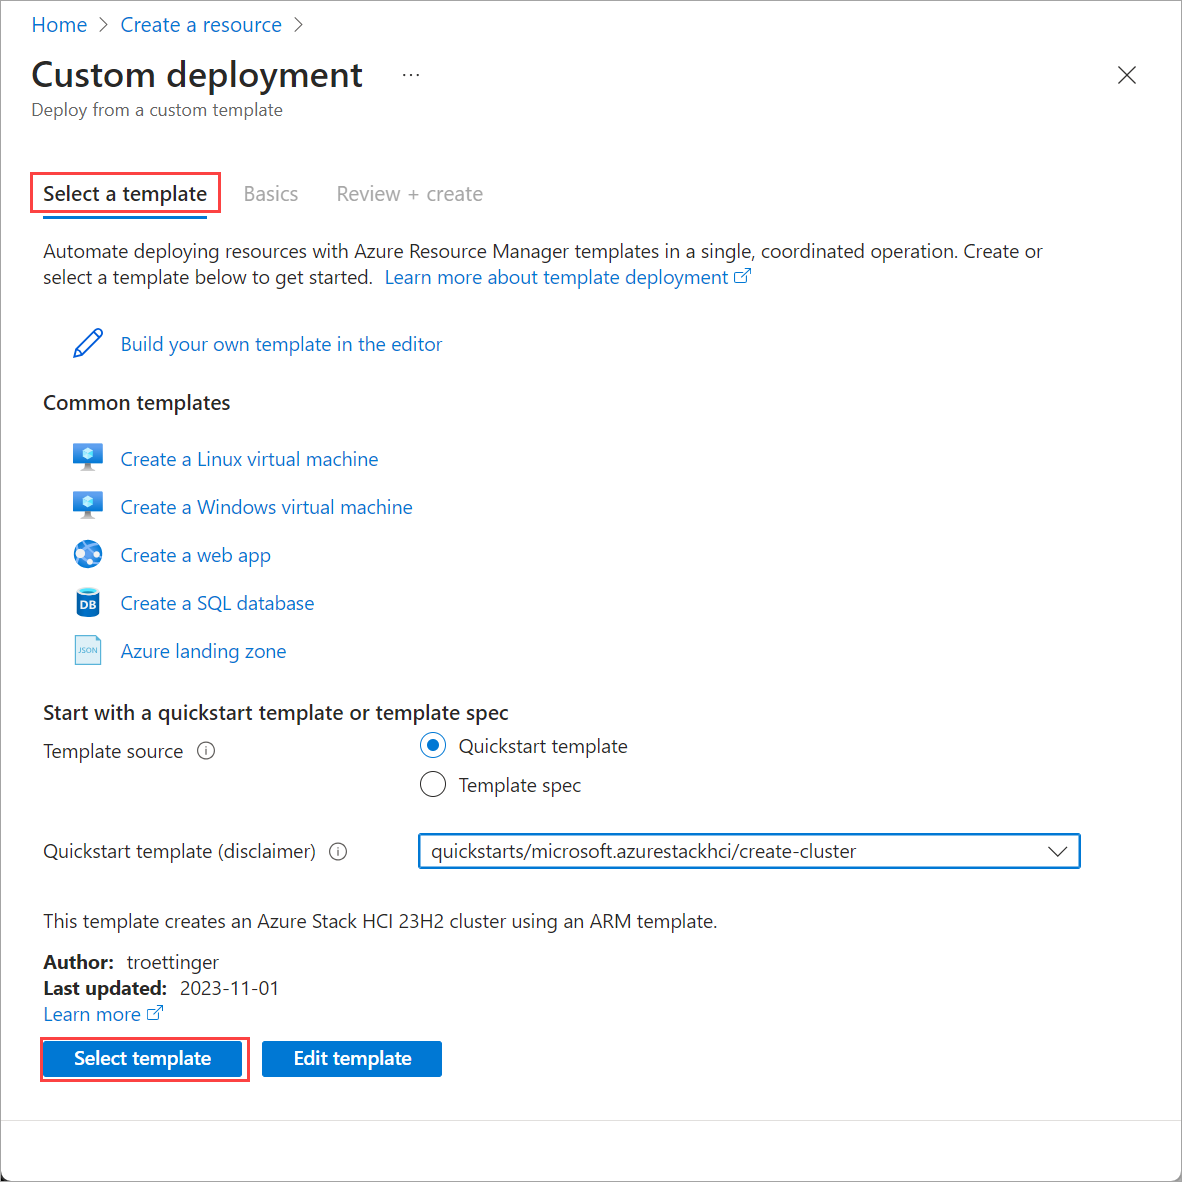 Home > Create a resource >
Custom deployment ...
Deploy from a custom template
Select a template Basics Review + create
Automate deploying resources with Azure Resource Manager templates in a single, coordinated operation. Create or
select a template below to get started. Learn more about template deployment
Build your own template in the editor
Common templates
Create a Linux virtual machine
Create a Windows virtual machine
Create a web app
DB Create a SQL database
JSON Azure landing zone
Start with a quickstart template or template spec
Template source Quickstart template
Template spec
Quickstart template (disclaimer) quickstarts/microsoft.azurestackhci/create-cluster
This template creates an Azure Stack HCI 23H2 cluster using an ARM template.
Author: troettinger
Last updated: 2023-11-01
Learn more
Select template Edit template